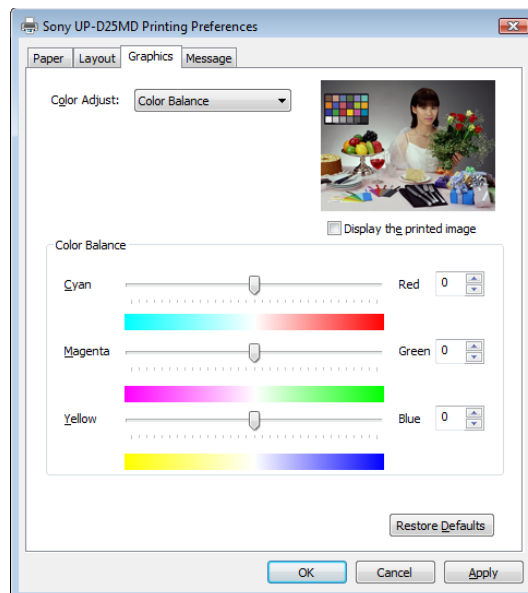 Sony UP-D25MD Printing Preferences
Paper Layout Graphics Message
Color Adjust: Color Balance
Display the printed image
Color Balance
Cyan Red 0
Magenta Green 0
Yellow Blue 0
Restore Defaults
OK Cancel Apply